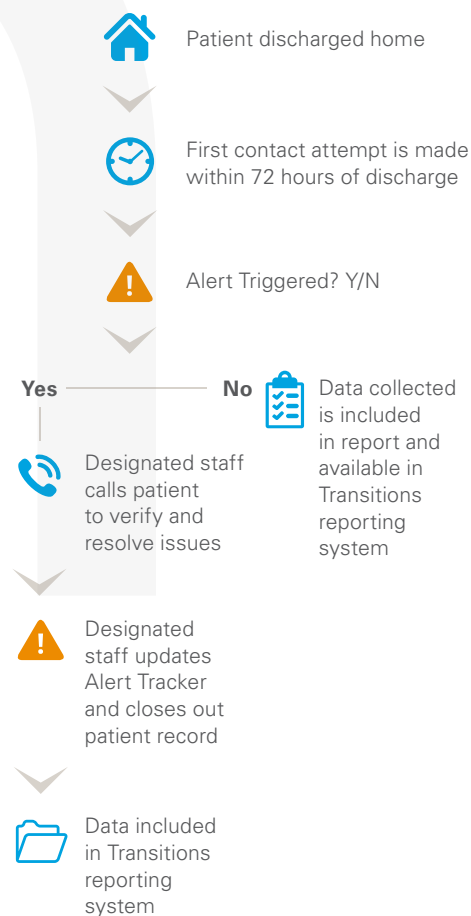 Patient discharged home
First contact attempt is made
within 72 hours of discharge
Alert Triggered? Y/N
Yes
No
Data collected
is included
in report and
available in
Transitions
reporting
system
Designated staff
calls patient
to verify and
resolve issues
Designated
staff updates
Alert Tracker
and closes out
patient record
Data included
in Transitions
reporting
system